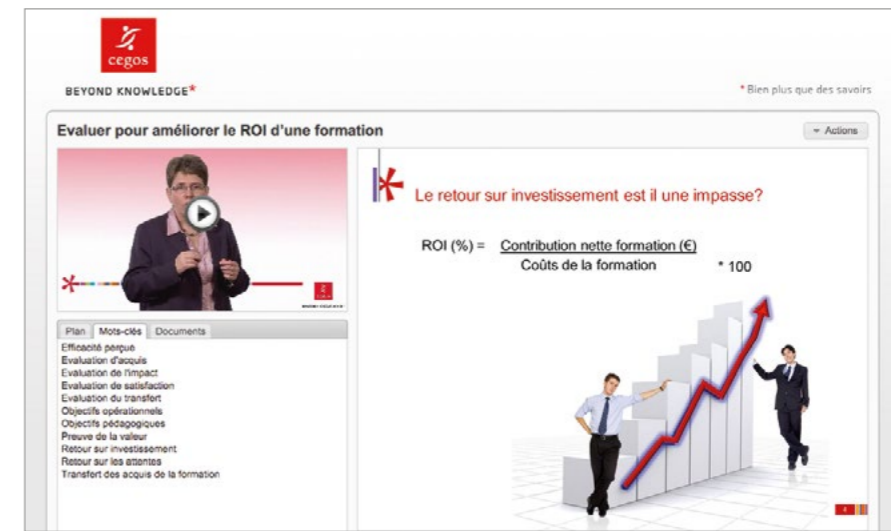 cegos
BEYOND KNOWLEDGE*
* Bien plus que des savoirs
Evaluer pour améliorer le ROI d'une formation
Actions
Le retour sur investissement est il une impasse?
ROI (%) = Contribution nette formation (€)
Coûts de la formation * 100
Plan Mots-clés Documents
Efficacité perçue
Evaluation d'acquis
Evaluation de l'impact
Evaluation de satisfaction
Evaluation du transfert
Objectifs opérationnels
Objectifs pédagogiques
Preuve de la valeur
Retour sur investissement
Retour sur les attentes
Transfert des acquis de la formation